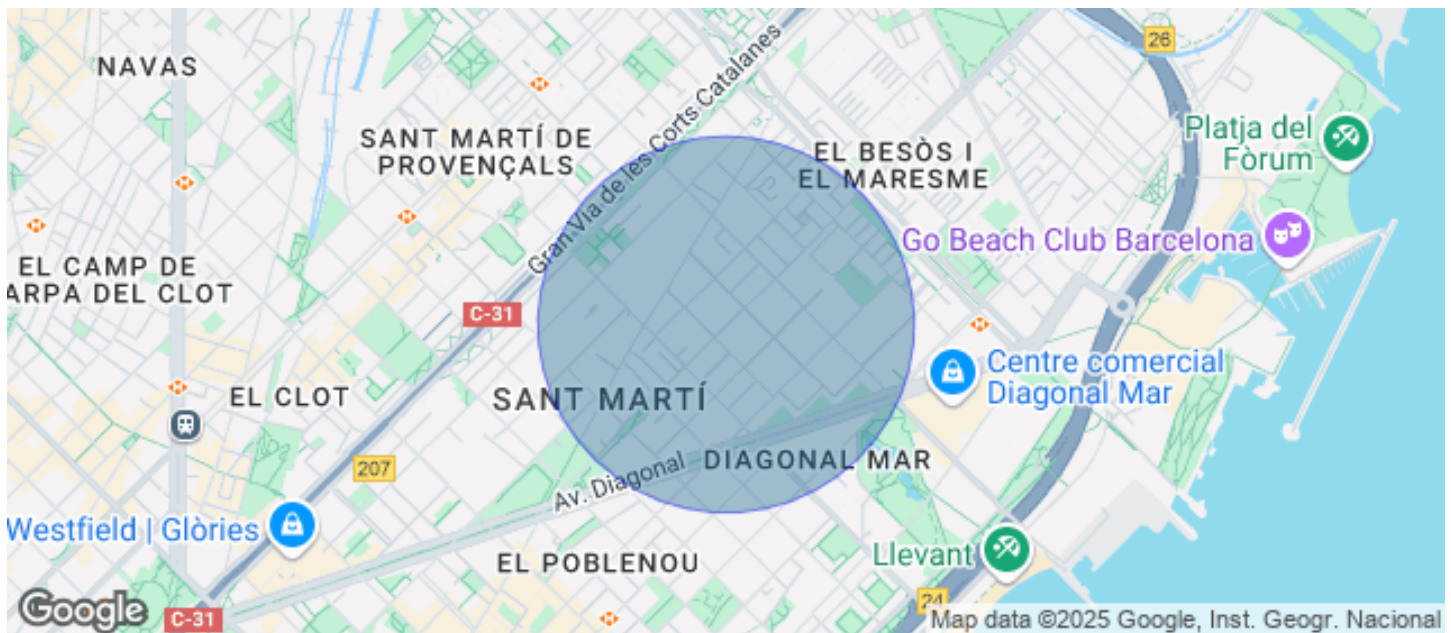 26
NAVAS
Gran Via de les Corts Catalanes
SANT MARTÍ DE
PROVENÇALS
Platja del
Fòrum
EL BESÒS I
EL MARESME
Go Beach Club Barcelona
EL CAMP DE
ARPA DEL CLOT
C-31
Centre comercial
Diagonal Mar
EL CLOT
SANT MARTÍ
207
Av. Diagonal
DIAGONAL MAR
Westfield | Glòries
EL POBLENOU
Llevant
24
Google
C-31
Map data ©2025 Google, Inst. Geogr. Nacional